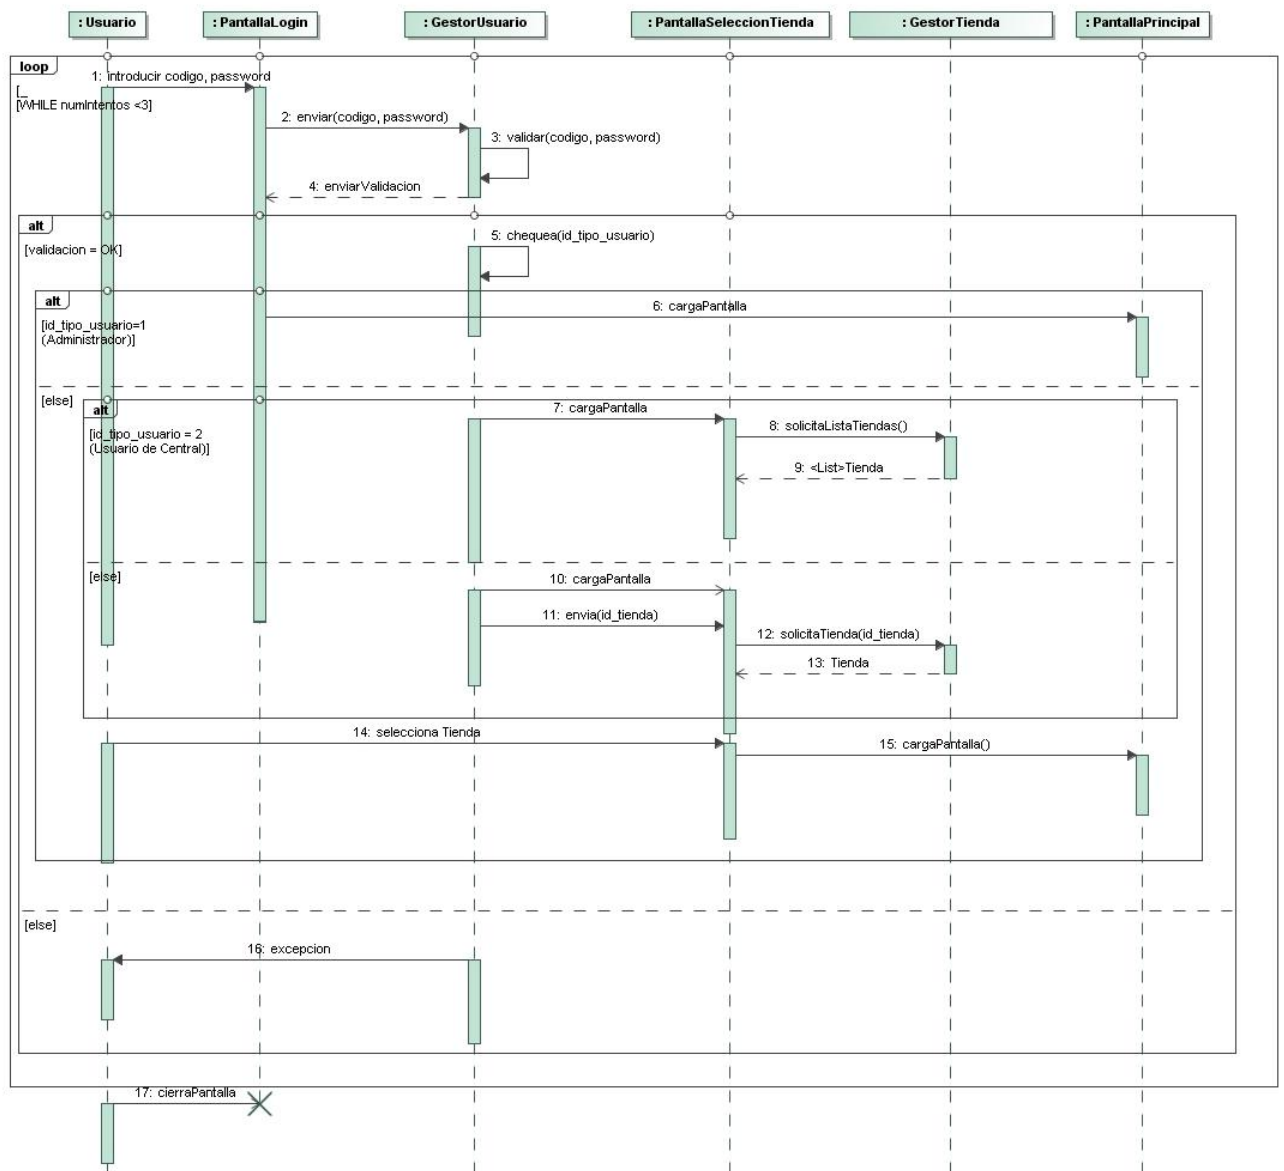 : Usuario
: PantallaLogin
: GestorUsuario
: PantallaSeleccionTienda
: GestorTienda
: PantallaPrincipal
loop
1: introducir codigo, password
[_
[WHILE numIntentos <3]
2: enviar(codigo, password)
3: validar(codigo, password)
4: enviarValidacion
alt
[validacion = OK]
5: chequea(id_tipo_usuario)
alt
6: cargaPantalla
[id_tipo_usuario=1
(Administrador)]
[else]
alt
7: cargaPantalla
[id_tipo_usuario = 2
(Usuario de Central)]
8: solicitaListaTiendas()
9: <List>Tienda
[else]
10: cargaPantalla
11: envia(id_tienda)
12: solicitaTienda(id_tienda)
13: Tienda
14: selecciona Tienda
15: cargaPantalla()
[else]
16: excepcion
17: cierraPantalla